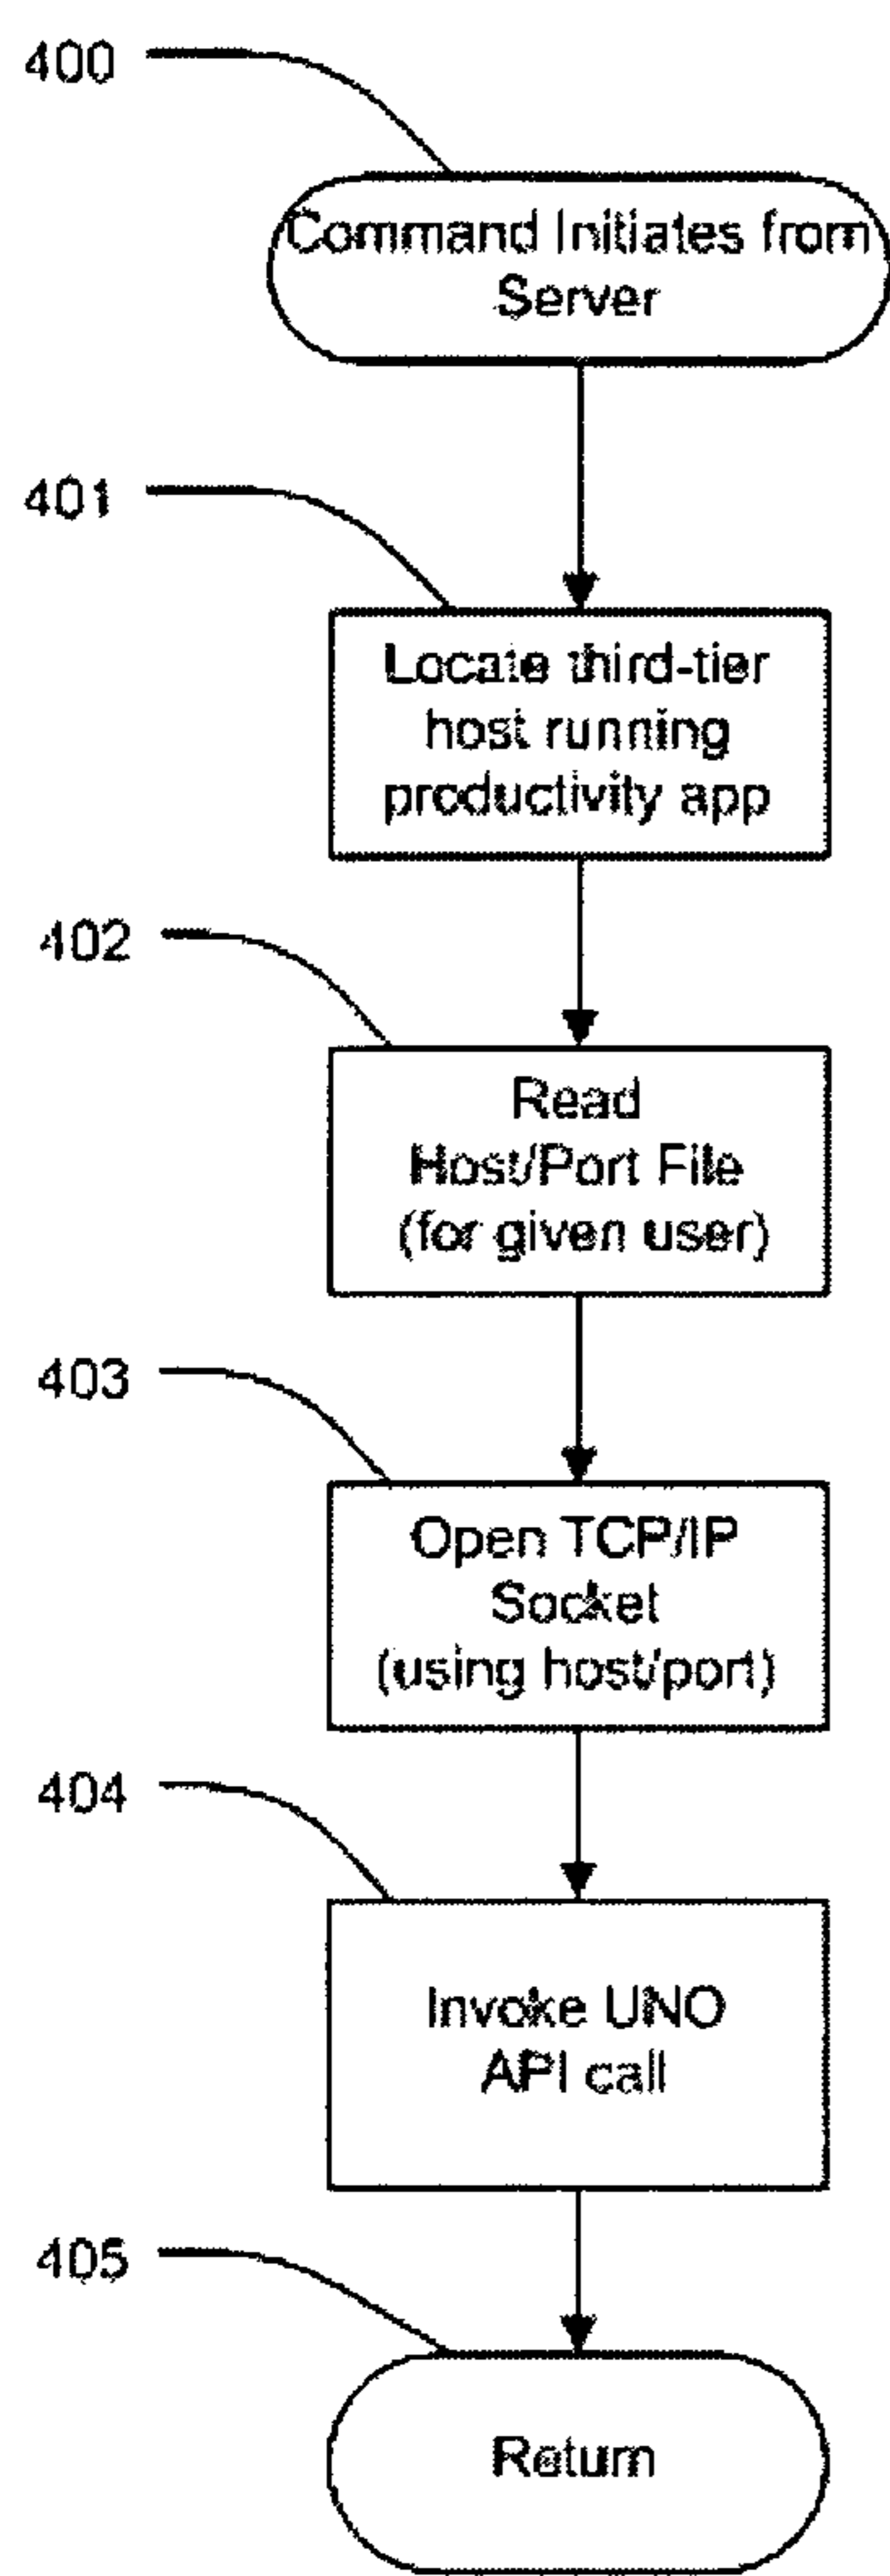 400
Command Initiates from
Server
401
Locate third-tier
host running
productivity app
402
Read
Host/Port File
(for given user)
403
Open TCP/IP
Socket
(using host/port)
404
Invoke UNO
API call
405
Return